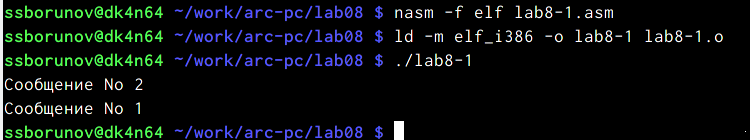 ssborunov@dk4n64 ~/work/arc-pc/lab08 $ nasm -f elf lab8-1.asm
ssborunov@dk4n64 ~/work/arc-pc/lab08 $ ld -m elf_i386 -o lab8-1 lab8-1.o
ssborunov@dk4n64 ~/work/arc-pc/lab08 $ ./lab8-1
Сообщение No 2
Сообщение No 1
ssborunov@dk4n64 ~/work/arc-pc/lab08 $